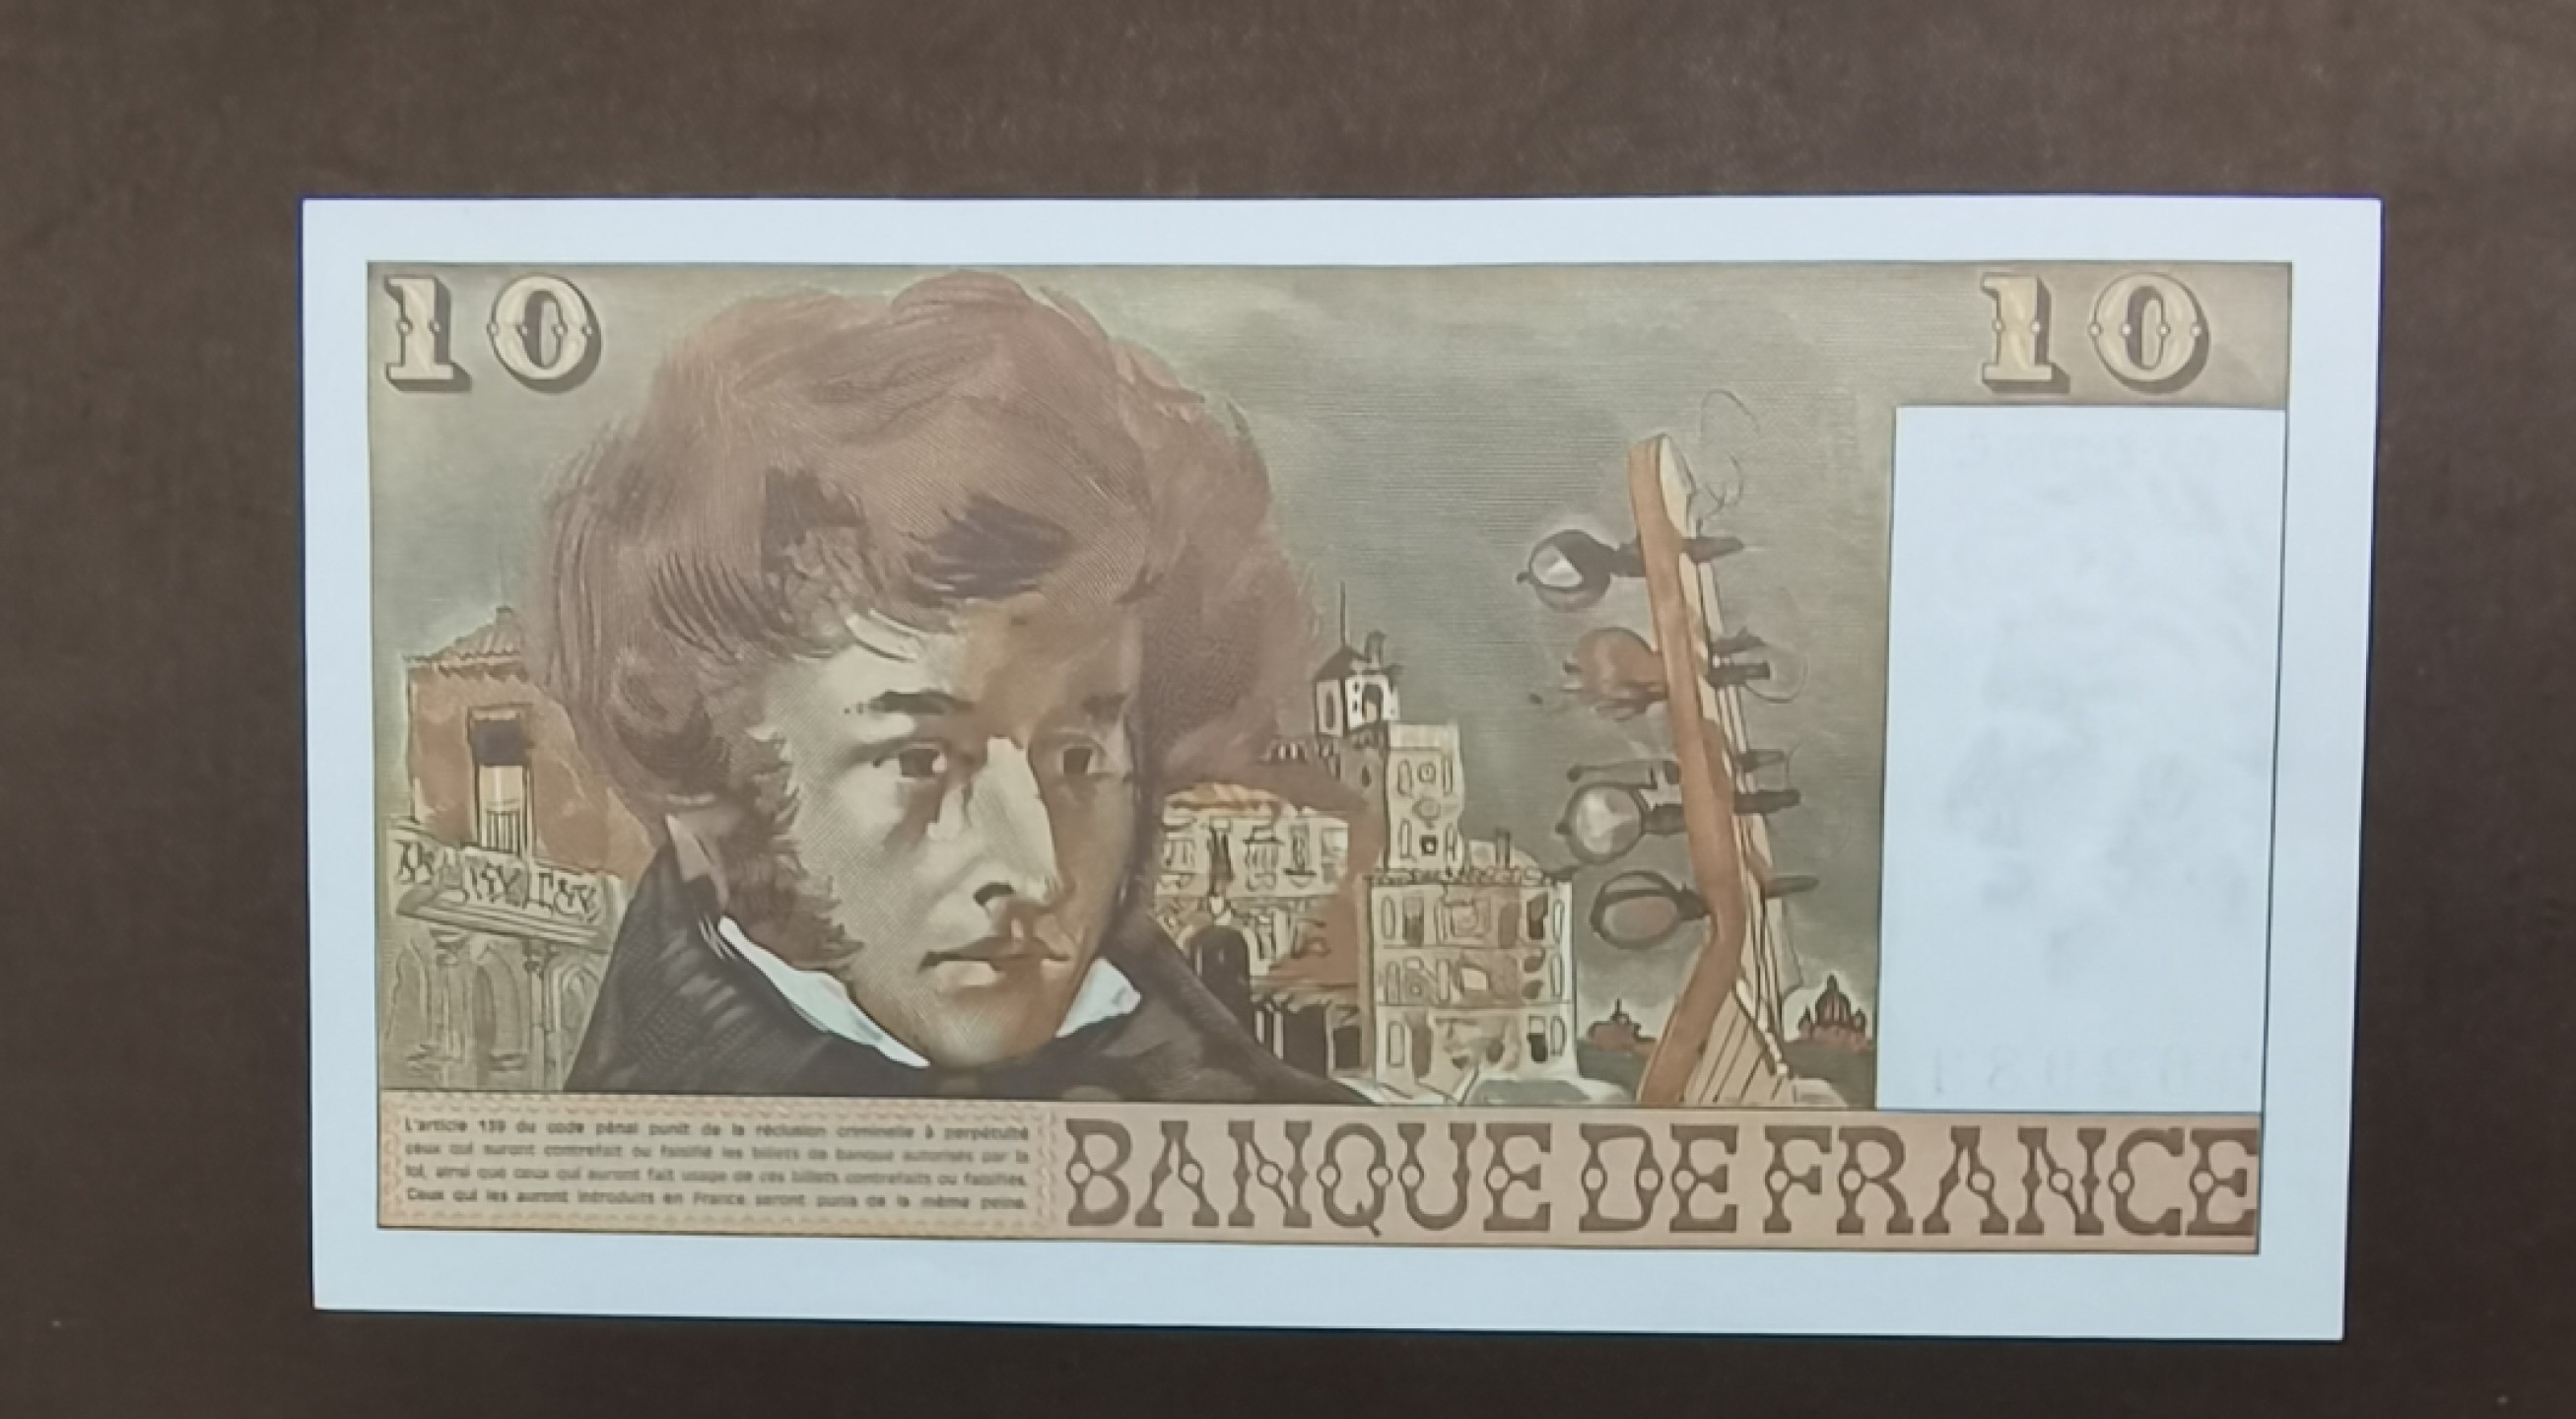 10
10
L'article 139 du code pénal punit de la réclusion criminelle à perpétuité
ceux qui auront contrefait ou falsifié les billets de banque autorisés par la
loi, ainsi que ceux qui auront fait usage de ces billets contrefaits ou falsifiés.
Ceux qui les auront introduits en France seront punis de la même peine.
BANQUE DE FRANCE